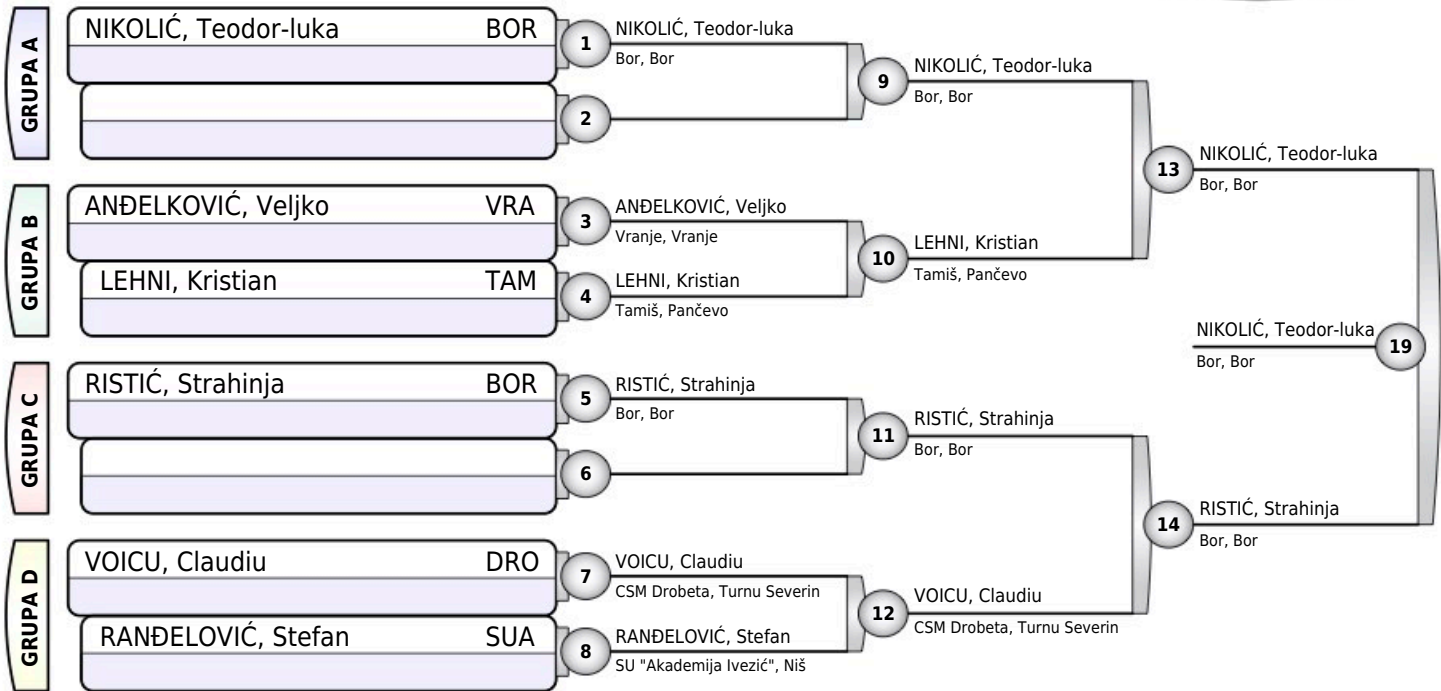 GRUPA A
NIKOLIĆ, Teodor-luka BOR
1
2
GRUPA B
ANĐELKOVIĆ, Veljko VRA
3
LEHNI, Kristian TAM
4
GRUPA C
RISTIĆ, Strahinja BOR
5
6
GRUPA D
VOICU, Claudiu DRO
7
RANĐELOVIĆ, Stefan SUA
8
NIKOLIĆ, Teodor-luka
Bor, Bor
ANĐELKOVIĆ, Veljko
Vranje, Vranje
LEHNI, Kristian
Tamiš, Pančevo
RISTIĆ, Strahinja
Bor, Bor
VOICU, Claudiu
CSM Drobeta, Turnu Severin
RANĐELOVIĆ, Stefan
SU "Akademija Ivezić", Niš
9
NIKOLIĆ, Teodor-luka
Bor, Bor
10
LEHNI, Kristian
Tamiš, Pančevo
11
RISTIĆ, Strahinja
Bor, Bor
12
VOICU, Claudiu
CSM Drobeta, Turnu Severin
13
NIKOLIĆ, Teodor-luka
Bor, Bor
14
RISTIĆ, Strahinja
Bor, Bor
NIKOLIĆ, Teodor-luka
Bor, Bor
19